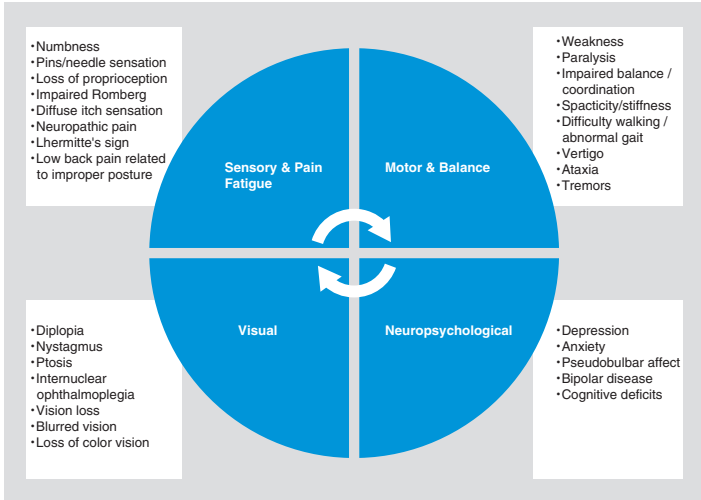 ·Numbness
·Pins/needle sensation
·Loss of proprioception
·Impaired Romberg
·Diffuse itch sensation
·Neuropathic pain
·Lhermitte's sign
·Low back pain related
to improper posture
·Weakness
·Paralysis
·Impaired balance /
coordination
·Spacticity/stiffness
·Difficulty walking /
abnormal gait
·Vertigo
·Ataxia
·Tremors
Sensory & Pain
Fatigue
Motor & Balance
Visual
Neuropsychological
·Diplopia
·Nystagmus
·Ptosis
·Internuclear
ophthalmoplegia
·Vision loss
·Blurred vision
·Loss of color vision
·Depression
·Anxiety
·Pseudobulbar affect
·Bipolar disease
·Cognitive deficits